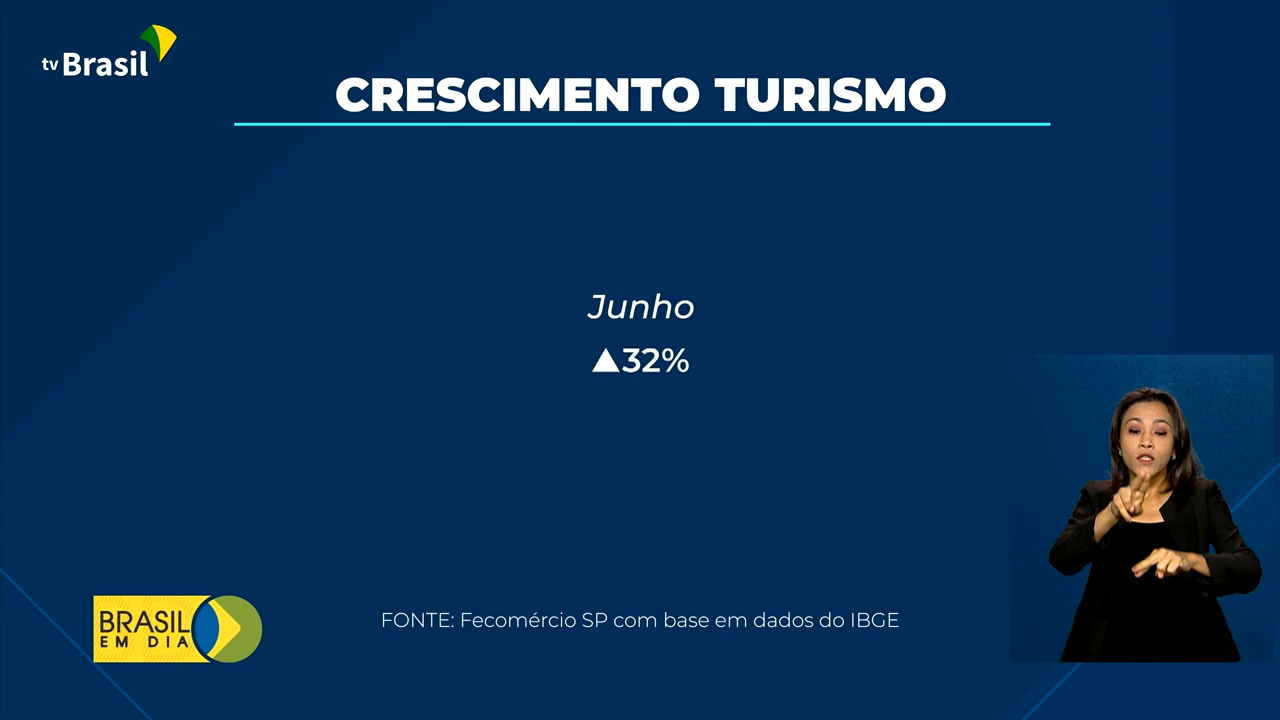 tv Brasil
CRESCIMENTO TURISMO
Junho
▲32%
BRASIL
EM DIA
FONTE: Fecomércio SP com base em dados do IBGE